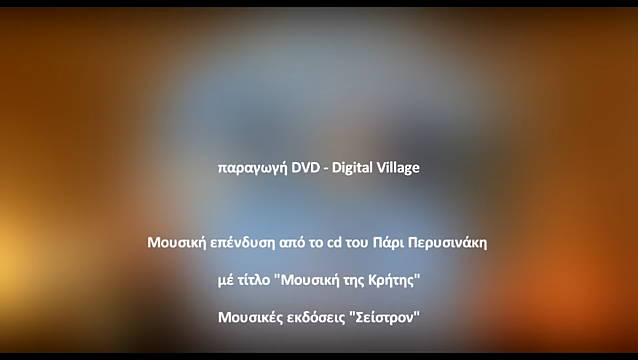 παραγωγή DVD - Digital Village
Μουσική επένδυση από το cd του Πάρι Περυσινάκη
μέ τίτλο "Μουσική της Κρήτης"
Μουσικές εκδόσεις "Σείστρον"